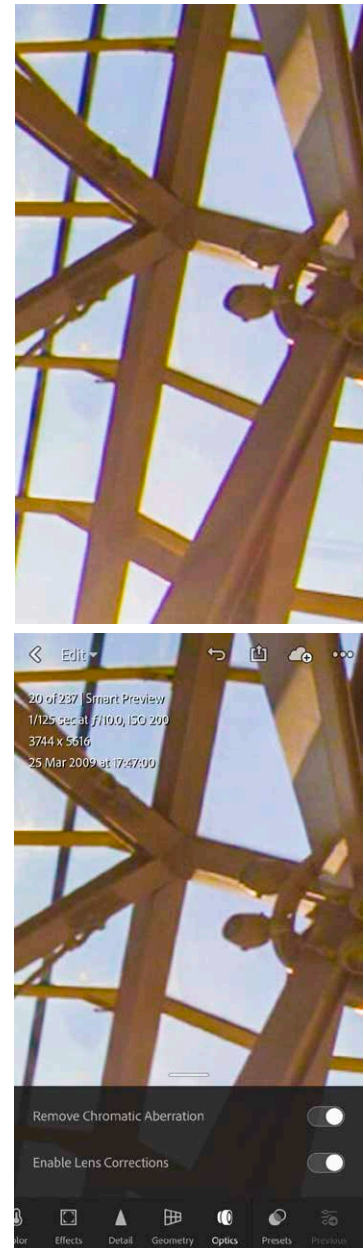 Edit
20 of 237 | Smart Preview
1/125 sec at ƒ/10.0, ISO 200
3744 x 5616
25 Mar 2009 at 17:47:00
Remove Chromatic Aberration
Enable Lens Corrections
olor Effects Detail Geometry Optics Presets Previous